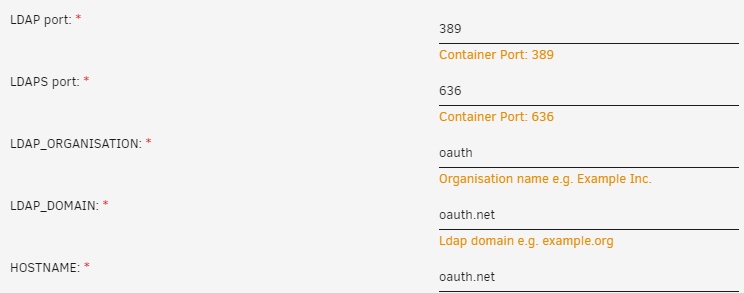 LDAP port: *
389
Container Port: 389
LDAPS port: *
636
Container Port: 636
LDAP_ORGANISATION: *
oauth
Organisation name e.g. Example Inc.
LDAP_DOMAIN: *
oauth.net
Ldap domain e.g. example.org
HOSTNAME: *
oauth.net